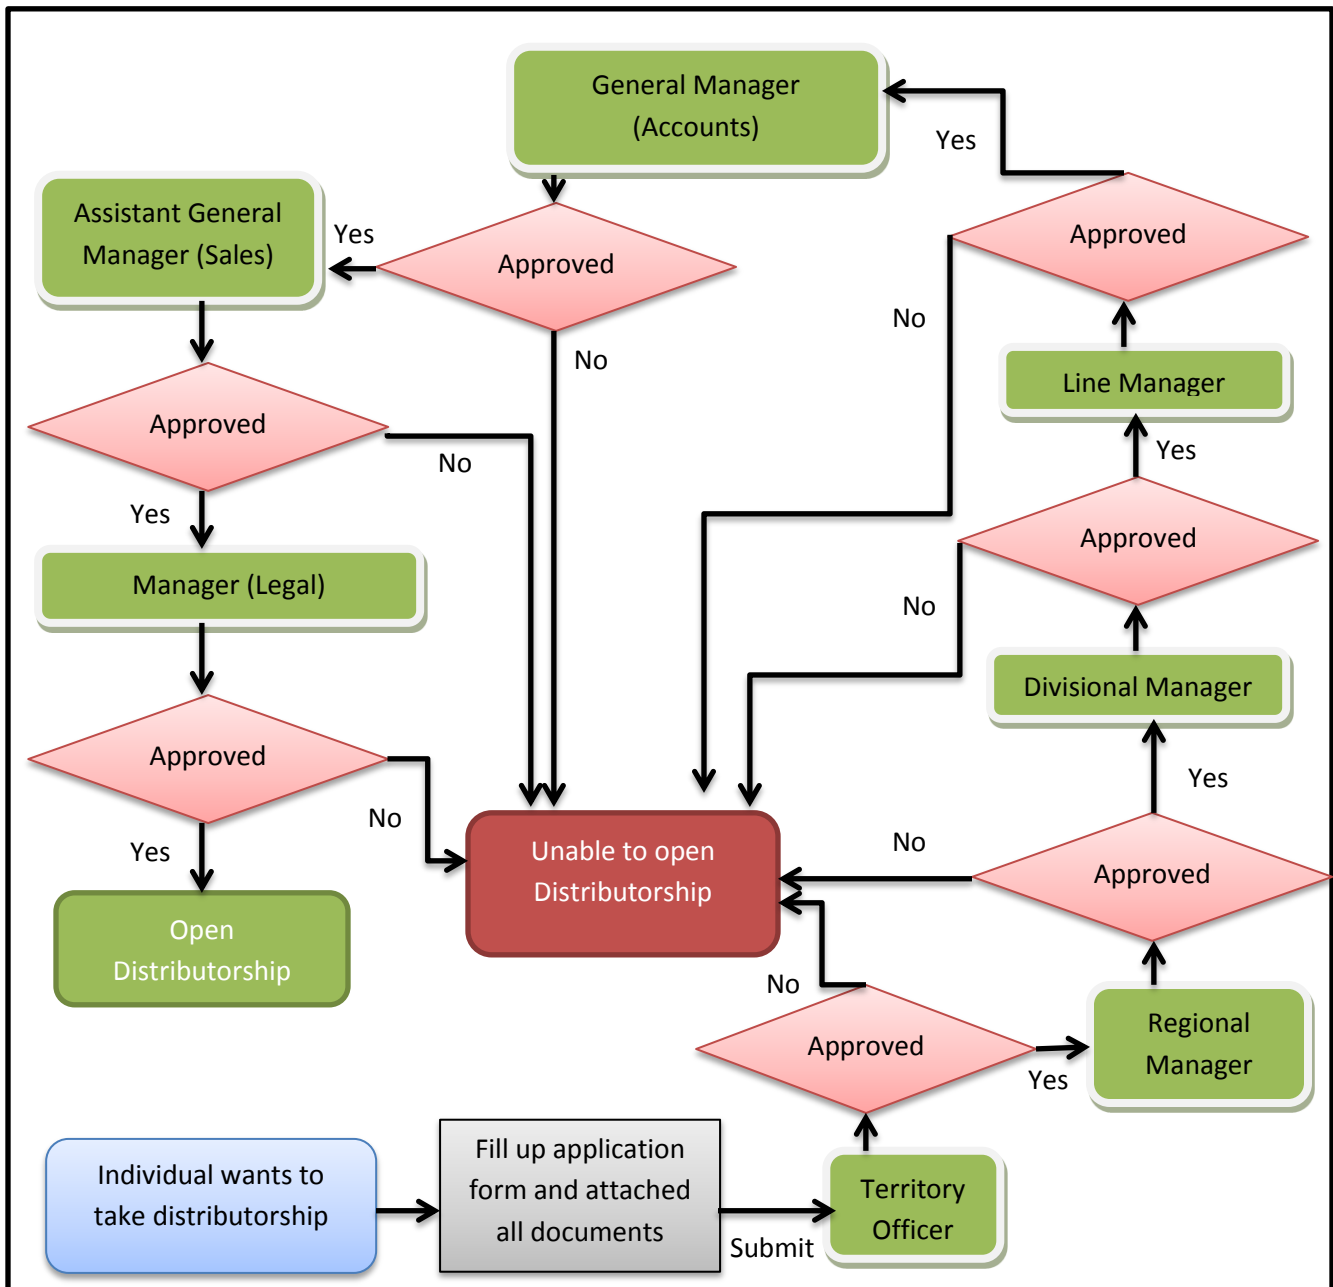 General Manager
(Accounts)
Yes
Assistant General
Manager (Sales)
Yes
Approved
Approved
No
No
Line Manager
Approved
No
Yes
Yes
Approved
Manager (Legal)
No
Divisional Manager
Approved
Yes
No
Yes
No
Unable to open
Distributorship
Approved
Open
Distributorship
No
Approved
Yes
Regional
Manager
Individual wants to
take distributorship
Fill up application
form and attached
all documents
Submit
Territory
Officer